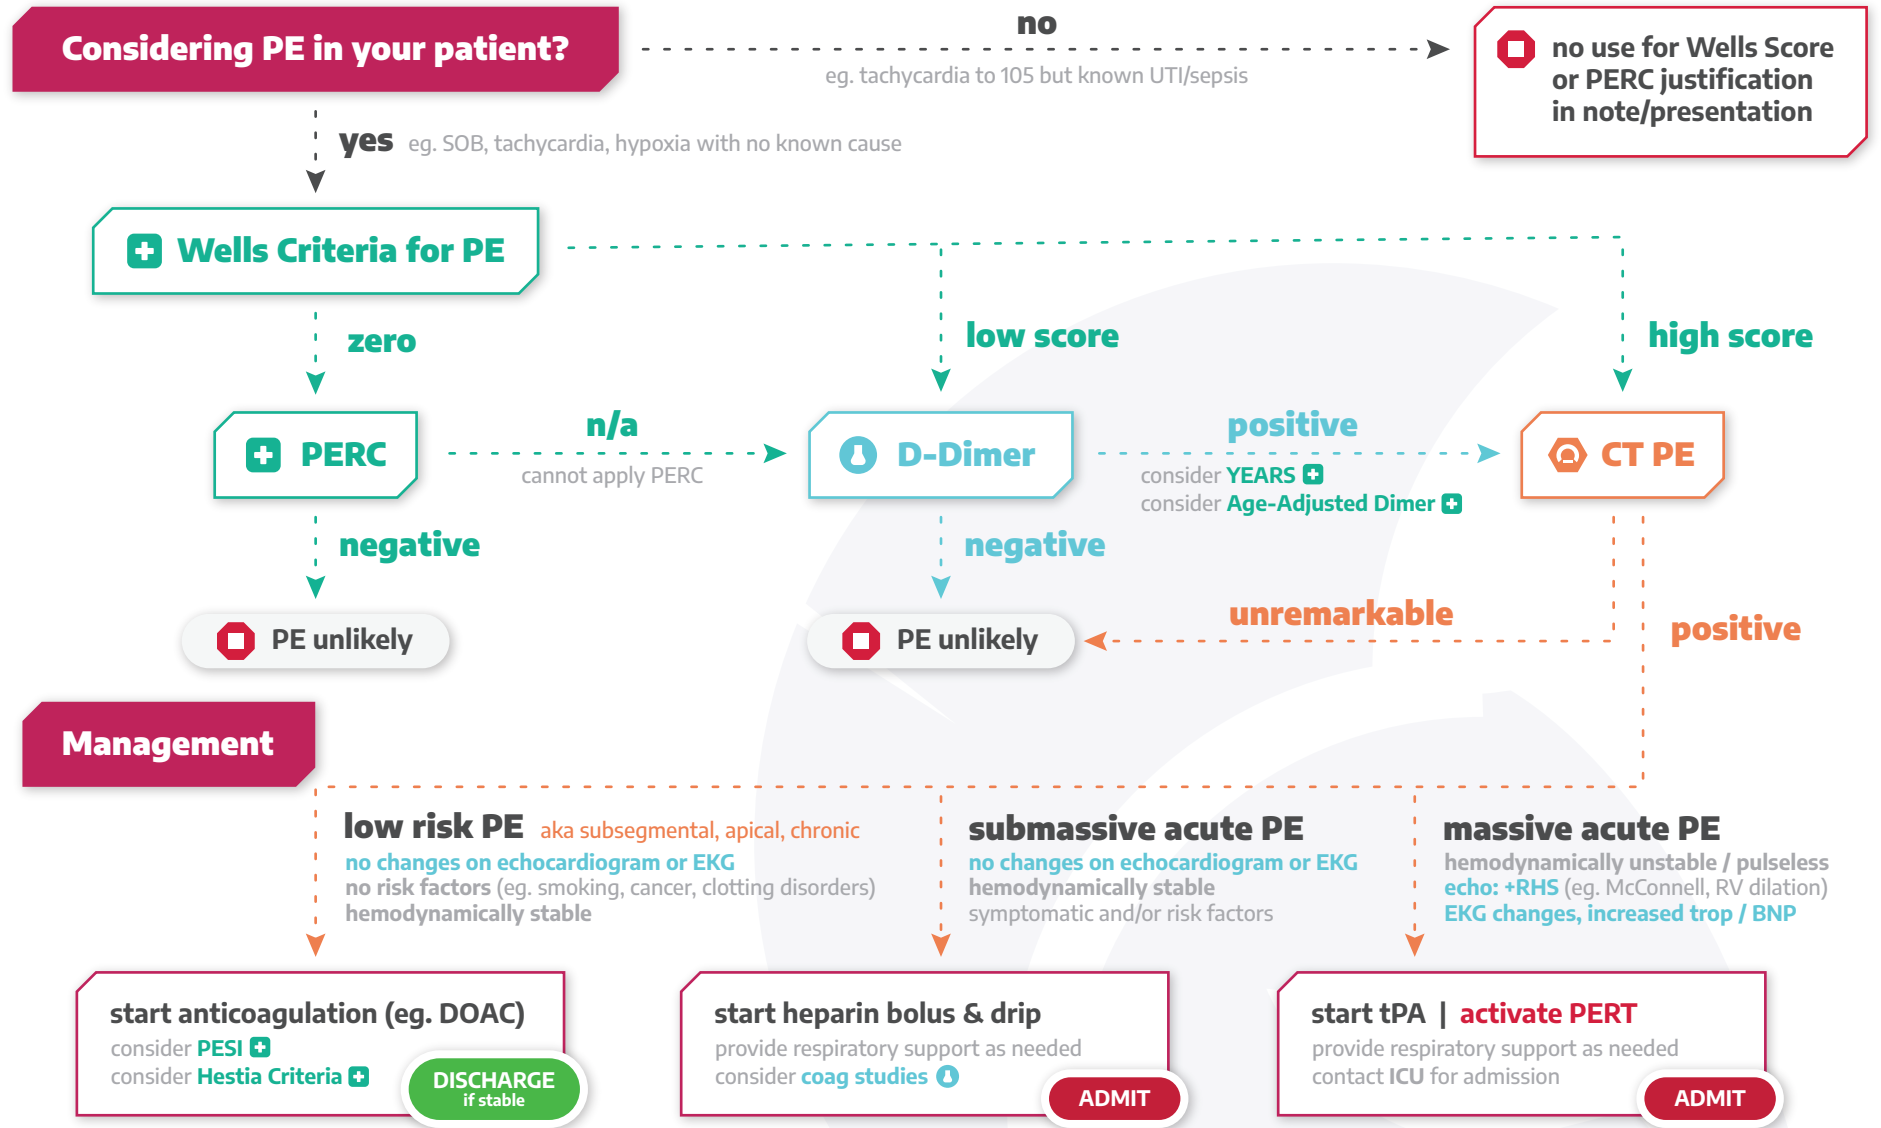 Considering PE in your patient?
no
eg. tachycardia to 105 but known UTI/sepsis
no use for Wells Score
or PERC justification
in note/presentation
yes eg. SOB, tachycardia, hypoxia with no known cause
Wells Criteria for PE
zero
low score
high score
PERC
n/a
cannot apply PERC
D-Dimer
positive
consider YEARS
consider Age-Adjusted Dimer
CT PE
negative
negative
unremarkable
positive
PE unlikely
PE unlikely
Management
low risk PE aka subsegmental, apical, chronic
no changes on echocardiogram or EKG
no risk factors (eg. smoking, cancer, clotting disorders)
hemodynamically stable
submassive acute PE
no changes on echocardiogram or EKG
hemodynamically stable
symptomatic and/or risk factors
massive acute PE
hemodynamically unstable / pulseless
echo: +RHS (eg. McConnell, RV dilation)
EKG changes, increased trop / BNP
start anticoagulation (eg. DOAC)
consider PESI
consider Hestia Criteria
DISCHARGE
if stable
start heparin bolus & drip
provide respiratory support as needed
consider coag studies
ADMIT
start tPA | activate PERT
provide respiratory support as needed
contact ICU for admission
ADMIT